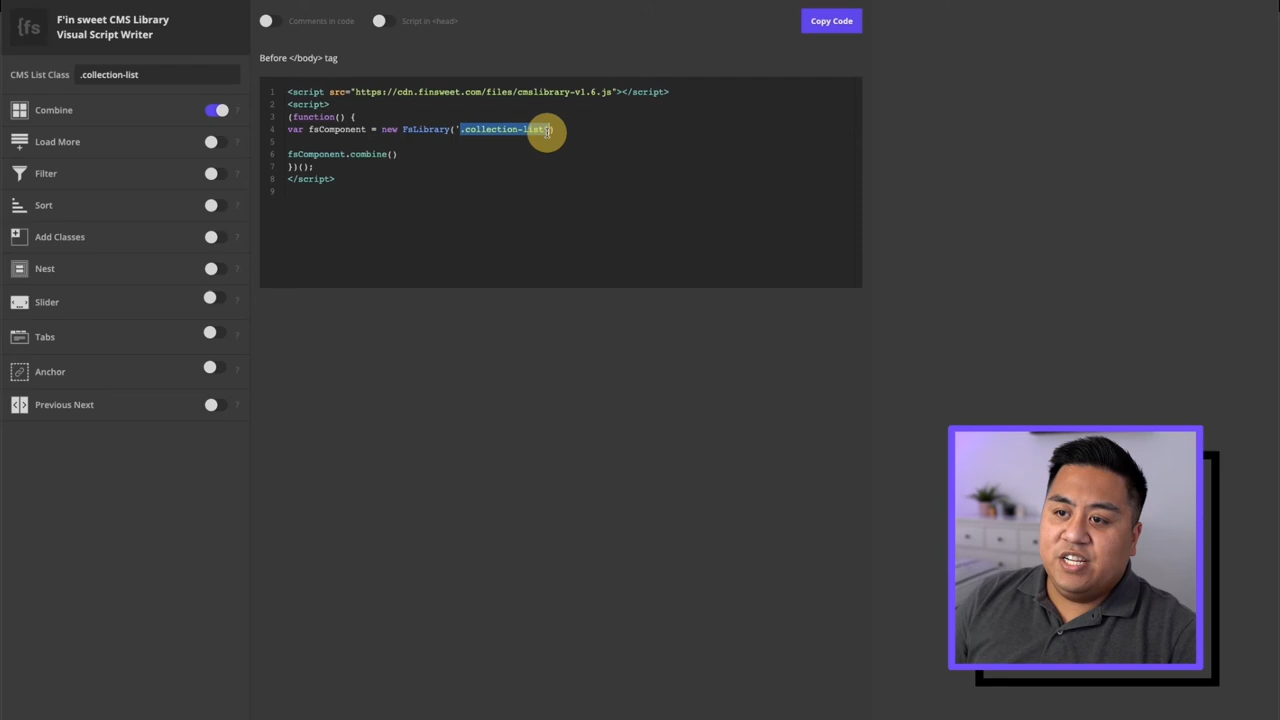 {fs
F'in sweet CMS Library
Visual Script Writer
CMS List Class .collection-list
Combine
Load More ?
Filter ?
Sort ?
Add Classes ?
Nest ?
Slider ?
Tabs ?
Anchor ?
Previous Next ?
Comments in code
Script in <head>
Copy Code
Before </body> tag
1 <script src="https://cdn.finsweet.com/files/cmslibrary-v1.6.js"></script>
2 <script>
3 (function() {
4 var fsComponent = new FsLibrary('.collection-list')
5
6 fsComponent.combine()
7 })();
8 </script>
9